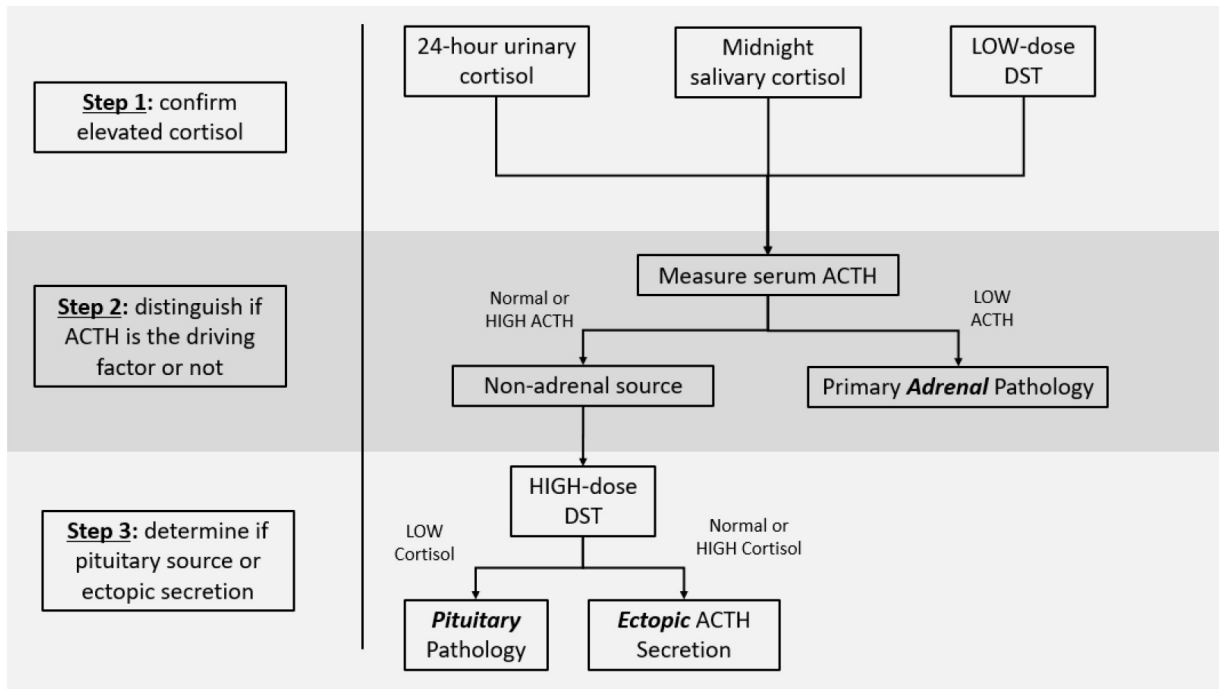 24-hour urinary
cortisol
Midnight
salivary cortisol
LOW-dose
DST
Step 1: confirm
elevated cortisol
Measure serum ACTH
Step 2: distinguish if
ACTH is the driving
factor or not
Normal or
HIGH ACTH
LOW
ACTH
Non-adrenal source
Primary Adrenal Pathology
HIGH-dose
DST
Step 3: determine if
pituitary source or
ectopic secretion
LOW
Cortisol
Normal or
HIGH Cortisol
Pituitary
Pathology
Ectopic ACTH
Secretion